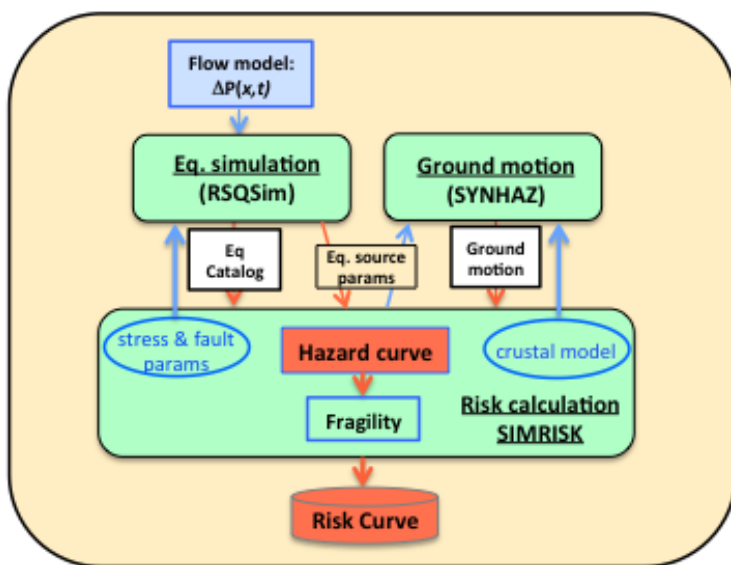 Flow model:
ΔP(x,t)
Eq. simulation
(RSQSim)
Ground motion
(SYNHAZ)
Eq
Catalog
Eq. source
params
Ground
motion
stress & fault
params
Hazard curve
crustal model
Fragility
Risk calculation
SIMRISK
Risk Curve